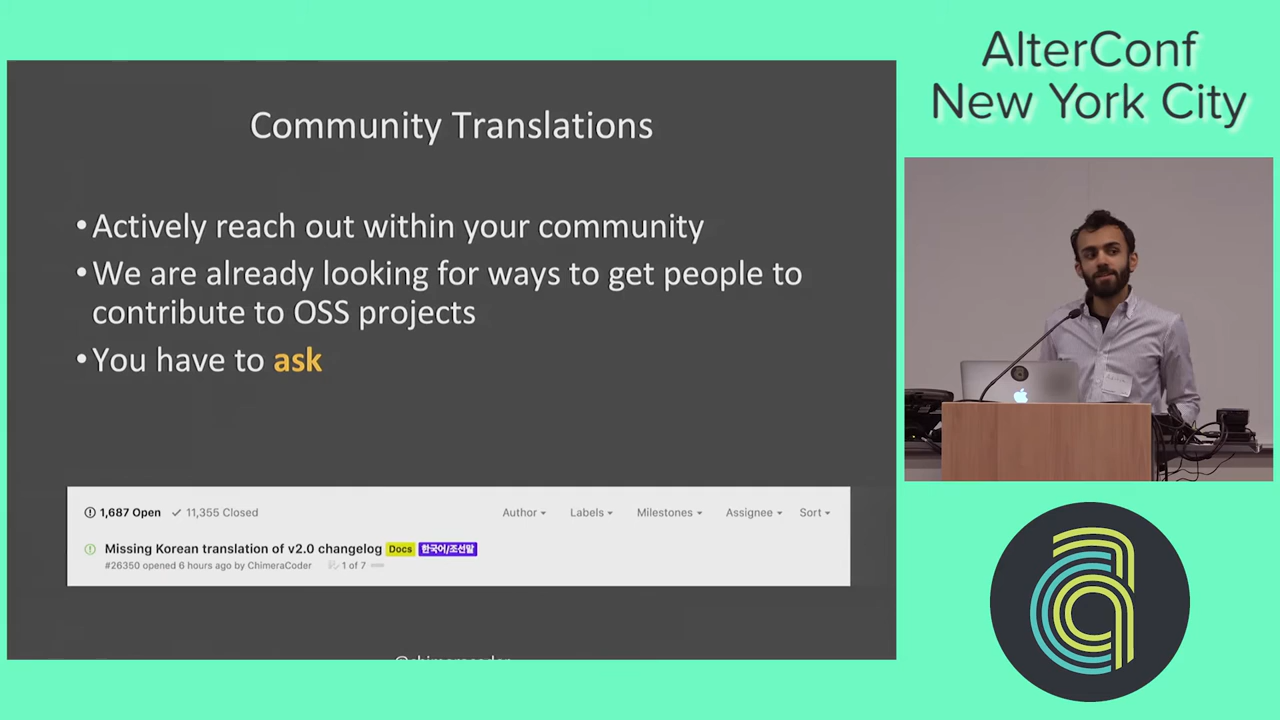 AlterConf
New York City
Community Translations
• Actively reach out within your community
• We are already looking for ways to get people to
contribute to OSS projects
• You have to ask
1,687 Open 11,355 Closed Author Labels Milestones Assignee Sort
Missing Korean translation of v2.0 changelog Docs 한국어/조선말
#26350 opened 6 hours ago by ChimeraCoder 1 of 7
@chimeracoder